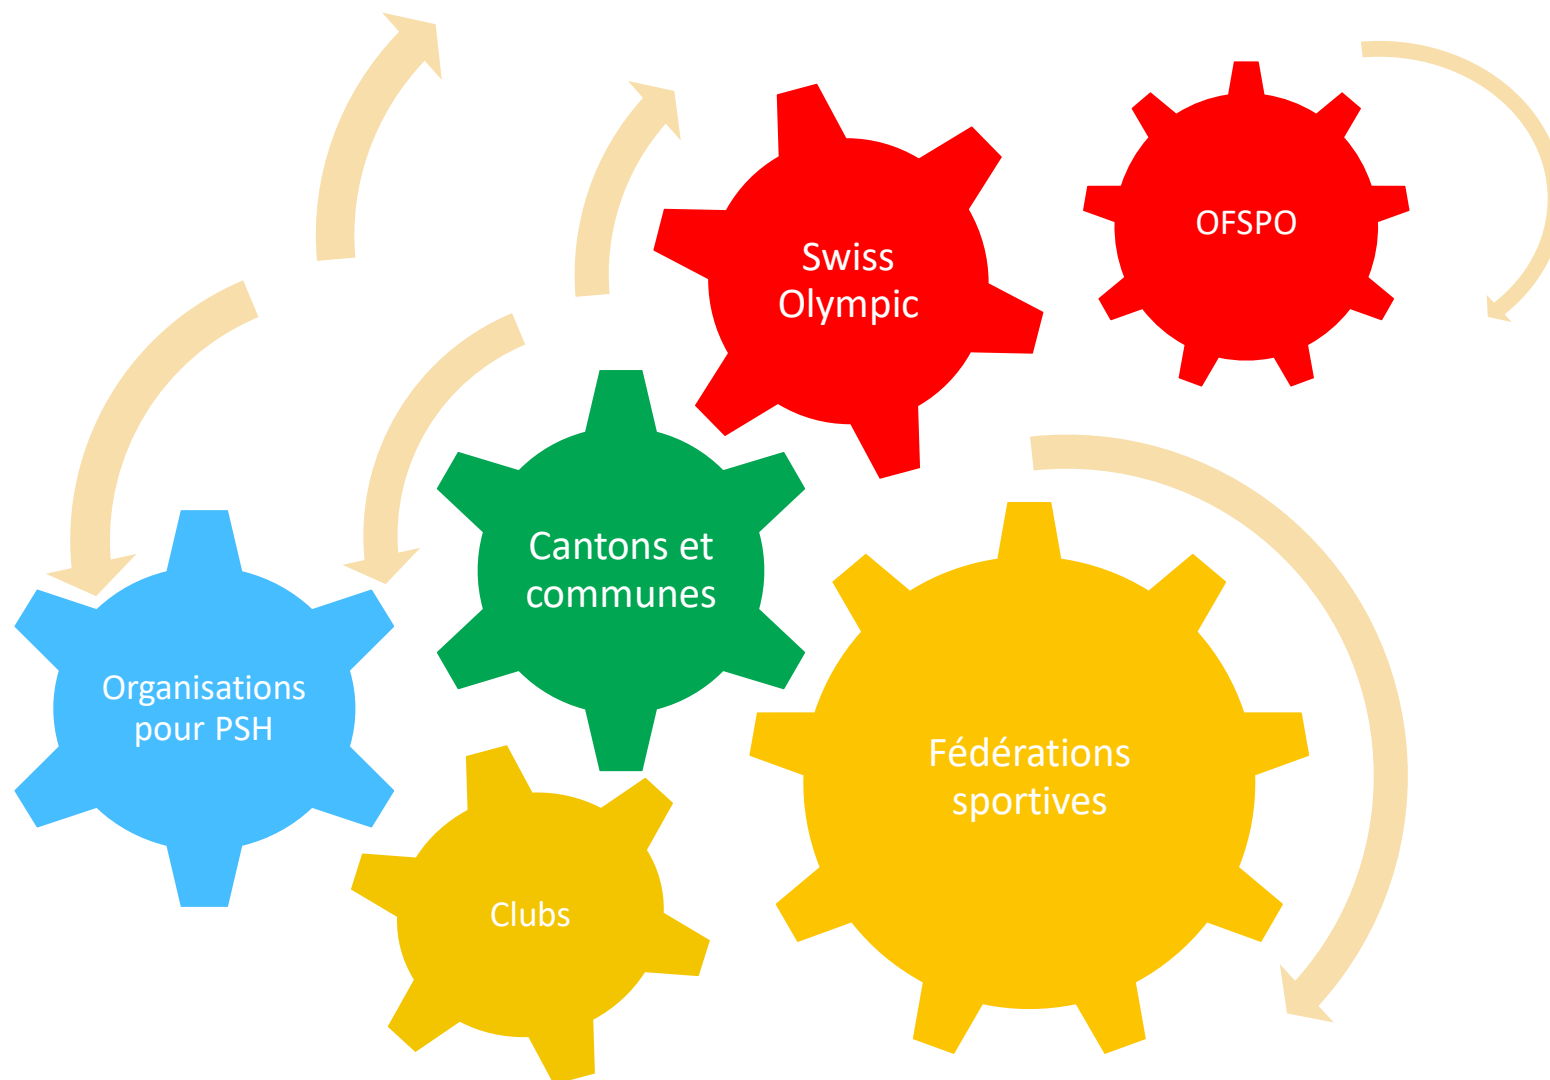 OFSPO
Swiss
Olympic
Cantons et
communes
Organisations
pour PSH
Fédérations
sportives
Clubs